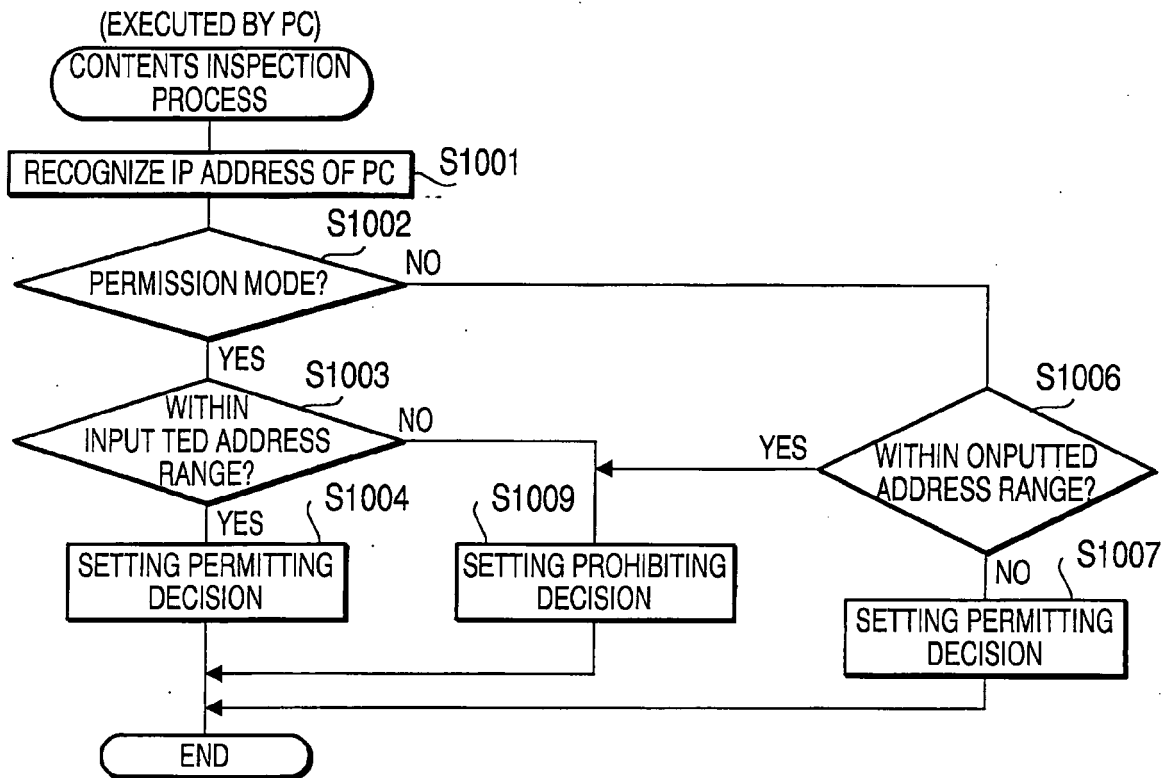 (EXECUTED BY PC)
CONTENTS INSPECTION
PROCESS
RECOGNIZE IP ADDRESS OF PC
S1001
S1002
PERMISSION MODE?
NO
YES
S1003
WITHIN
INPUT TED ADDRESS
RANGE?
NO
YES
S1004
SETTING PERMITTING
DECISION
S1009
SETTING PROHIBITING
DECISION
S1006
YES
WITHIN ONPUTTED
ADDRESS RANGE?
NO
S1007
SETTING PERMITTING
DECISION
END